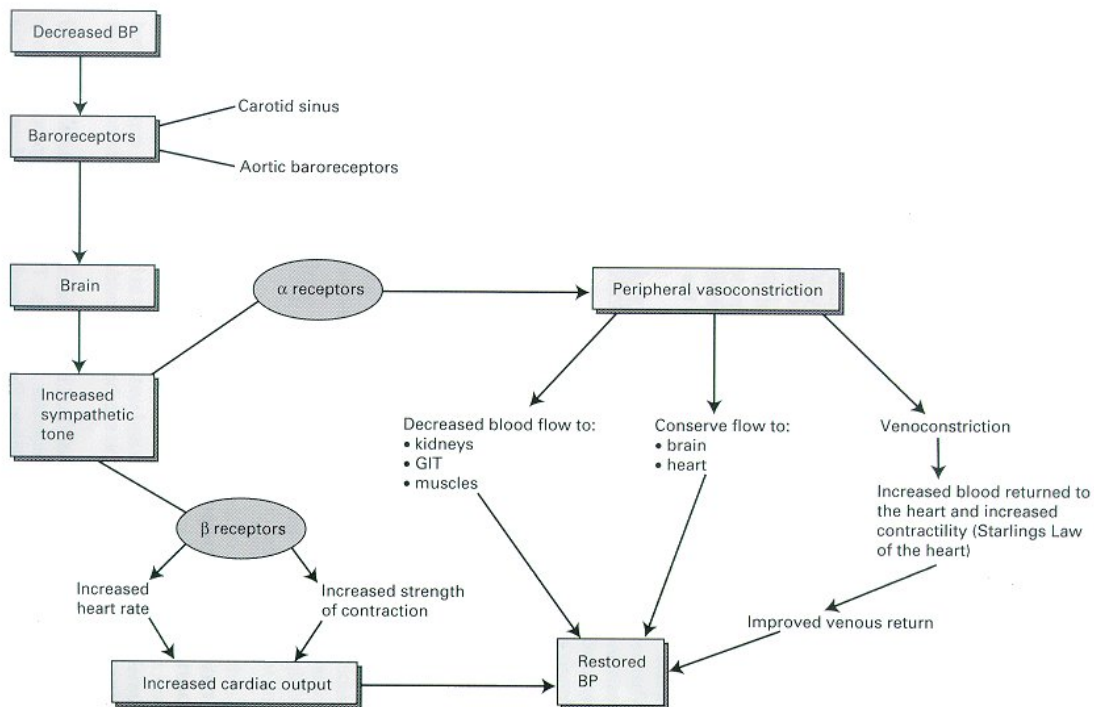 Decreased BP
Carotid sinus
Baroreceptors
Aortic baroreceptors
Brain
α receptors
Peripheral vasoconstriction
Increased
sympathetic
tone
Decreased blood flow to:
• kidneys
• GIT
• muscles
Conserve flow to:
• brain
• heart
Venoconstriction
Increased blood returned to
the heart and increased
contractility (Starlings Law
of the heart)
β receptors
Increased
heart rate
Increased strength
of contraction
Improved venous return
Increased cardiac output
Restored
BP